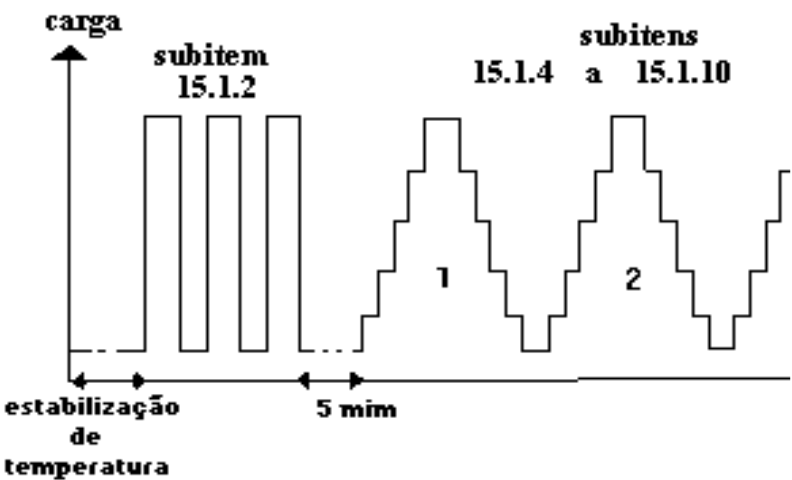 carga
subitem
15.1.2
subitens
15.1.4 a 15.1.10
1
2
estabilização
de
temperatura
5 mim